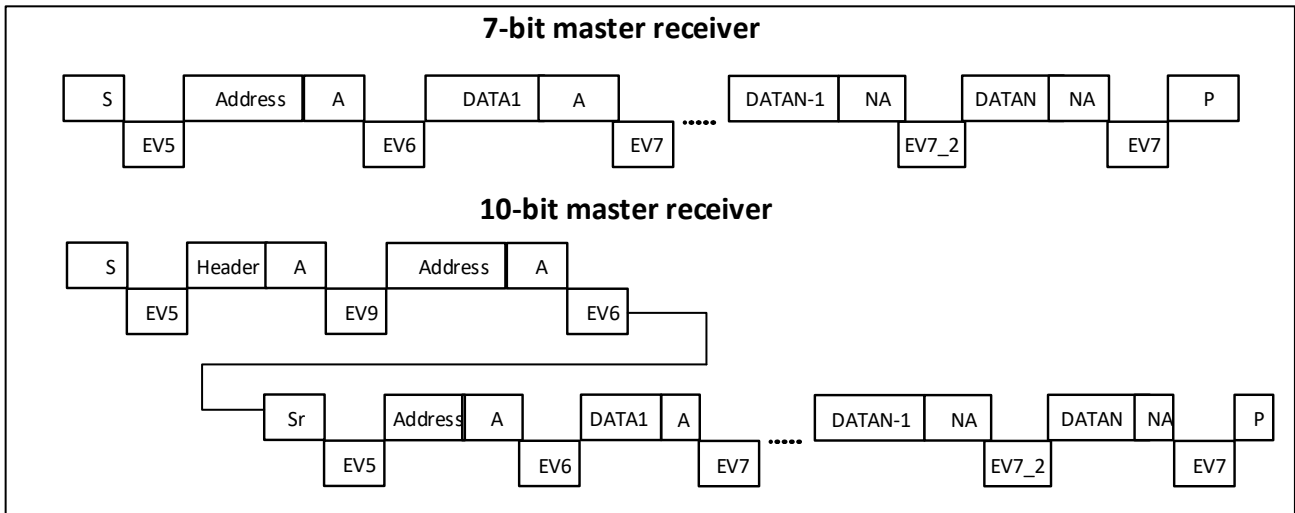 7-bit master receiver
S Address A DATA1 A ..... DATAN-1 NA DATAN NA P
EV5 EV6 EV7 EV7_2 EV7
10-bit master receiver
S Header A Address A
EV5 EV9 EV6
Sr Address A DATA1 A ..... DATAN-1 NA DATAN NA P
EV5 EV6 EV7 EV7_2 EV7